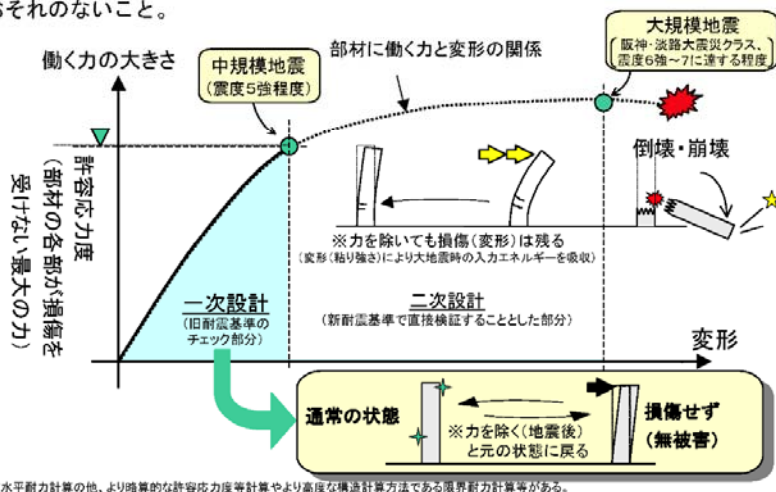 おそれのないこと。
働く力の大きさ
中規模地震
(震度5強程度)
部材に働く力と変形の関係
大規模地震
阪神・淡路大震災クラス、
震度6強~7に達する程度
許容応力度
(部材の各部が損傷を
受けない最大の力)
倒壊・崩壊
※力を除いても損傷(変形)は残る
(変形(粘り強さ)により大地震時の入力エネルギーを吸収)
一次設計
(旧耐震基準の
チェック部分)
二次設計
(新耐震基準で直接検証することとした部分)
変形
通常の状態
※力を除く(地震後)
と元の状態に戻る
損傷せず
(無被害)
水平耐力計算の他、より略算的な許容応力度等計算やより高度な構造計算方法である限界耐力計算等がある。